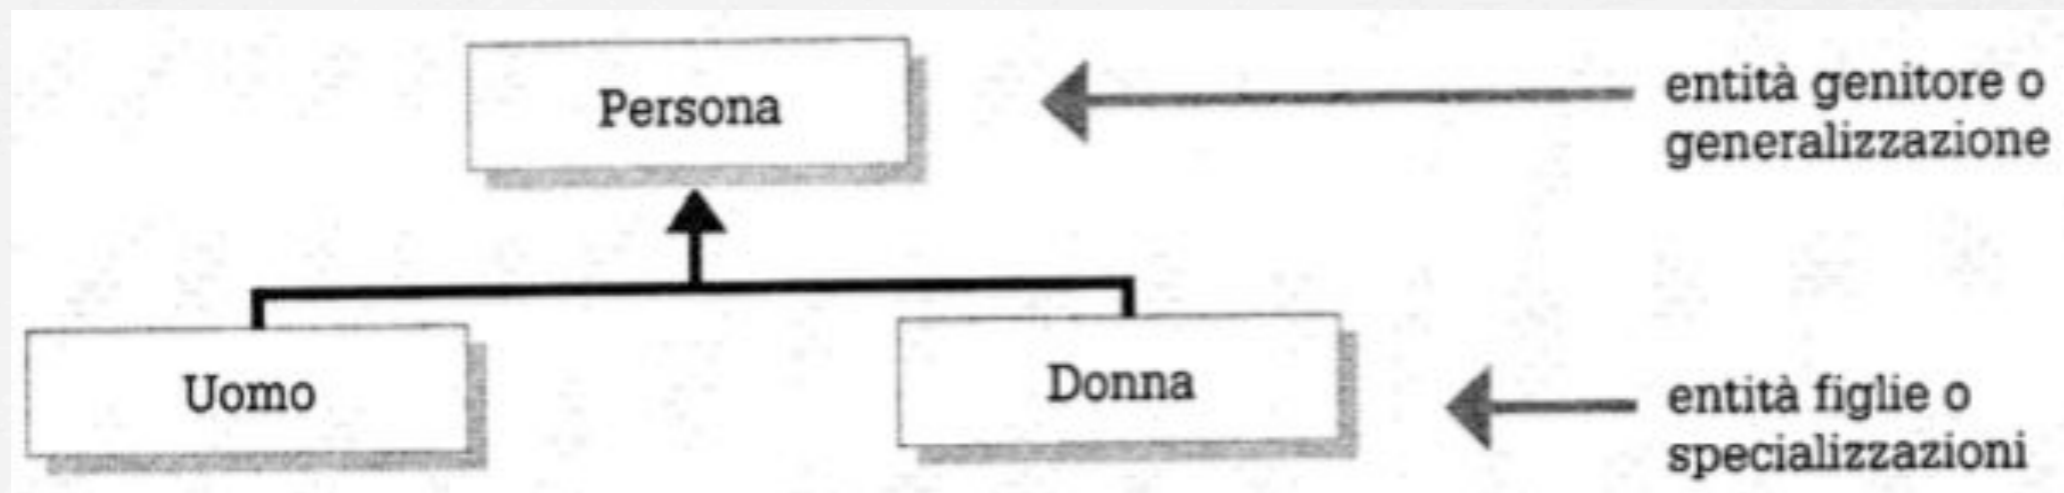 Persona
entità genitore o
generalizzazione
Uomo
Donna
entità figlie o
specializzazioni